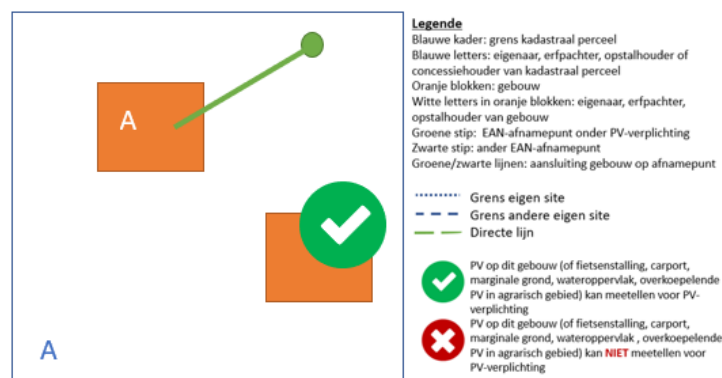 A
A
Legende
Blauwe kader: grens kadastraal perceel
Blauwe letters: eigenaar, erfpachter, opstalhouder of
concessiehouder van kadastraal perceel
Oranje blokken: gebouw
Witte letters in oranje blokken: eigenaar, erfpachter,
opstalhouder van gebouw
Groene stip: EAN-afnamepunt onder PV-verplichting
Zwarte stip: ander EAN-afnamepunt
Groene/zwarte lijnen: aansluiting gebouw op afnamepunt
Grens eigen site
Grens andere eigen site
Directe lijn
PV op dit gebouw (of fietsenstalling, carport,
marginale grond, wateroppervlak, overkoepelende
PV in agrarisch gebied) kan meetellen voor PV-
verplichting
PV op dit gebouw (of fietsenstalling, carport,
marginale grond, wateroppervlak , overkoepelende
PV in agrarisch gebied) kan NIET meetellen voor
PV-verplichting